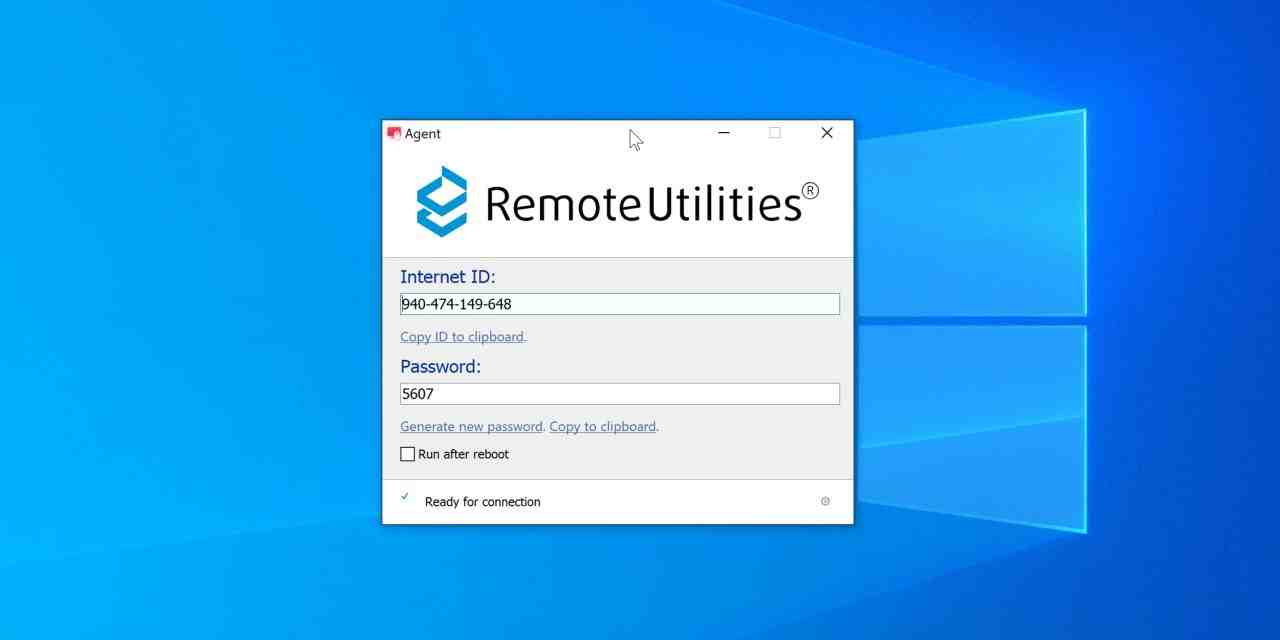 Agent
RemoteUtilities®
Internet ID:
940-474-149-648
Copy ID to clipboard.
Password:
5607
Generate new password. Copy to clipboard.
Run after reboot
Ready for connection